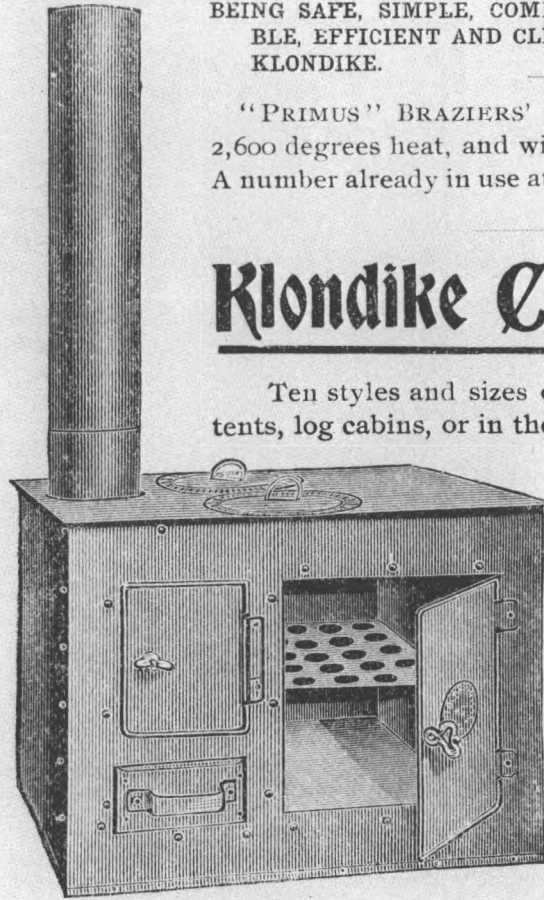 BEING SAFE, SIMPLE, COM
BLE, EFFICIENT AND CL
KLONDIKE.
"PRIMUS" BRAZIERS'
2,600 degrees heat, and wi
A number already in use a
Klondike C
Ten styles and sizes
tents, log cabins, or in the